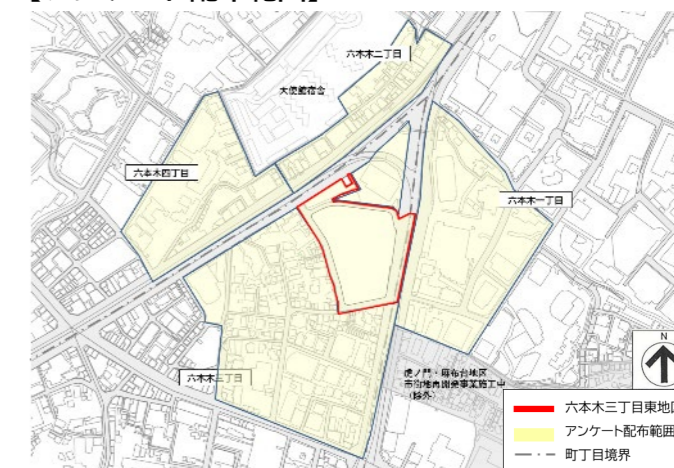 六本木二丁目
大使館宿舎
六本木四丁目
六本木一丁目
六本木三丁目
虎ノ門・麻布台地区
市街地再開発事業施工中
(除外)
N
六本木三丁目東地区
アンケート配布範囲
町丁目境界